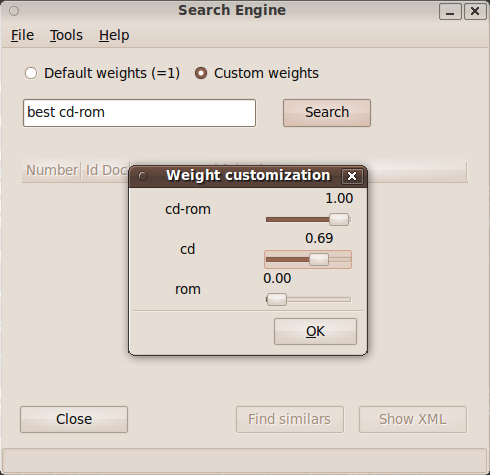 Search Engine
File Tools Help
Default weights (=1) Custom weights
best cd-rom Search
Number Id Doc
Weight customization
1.00
cd-rom
0.69
cd
0.00
rom
OK
Close Find similars Show XML